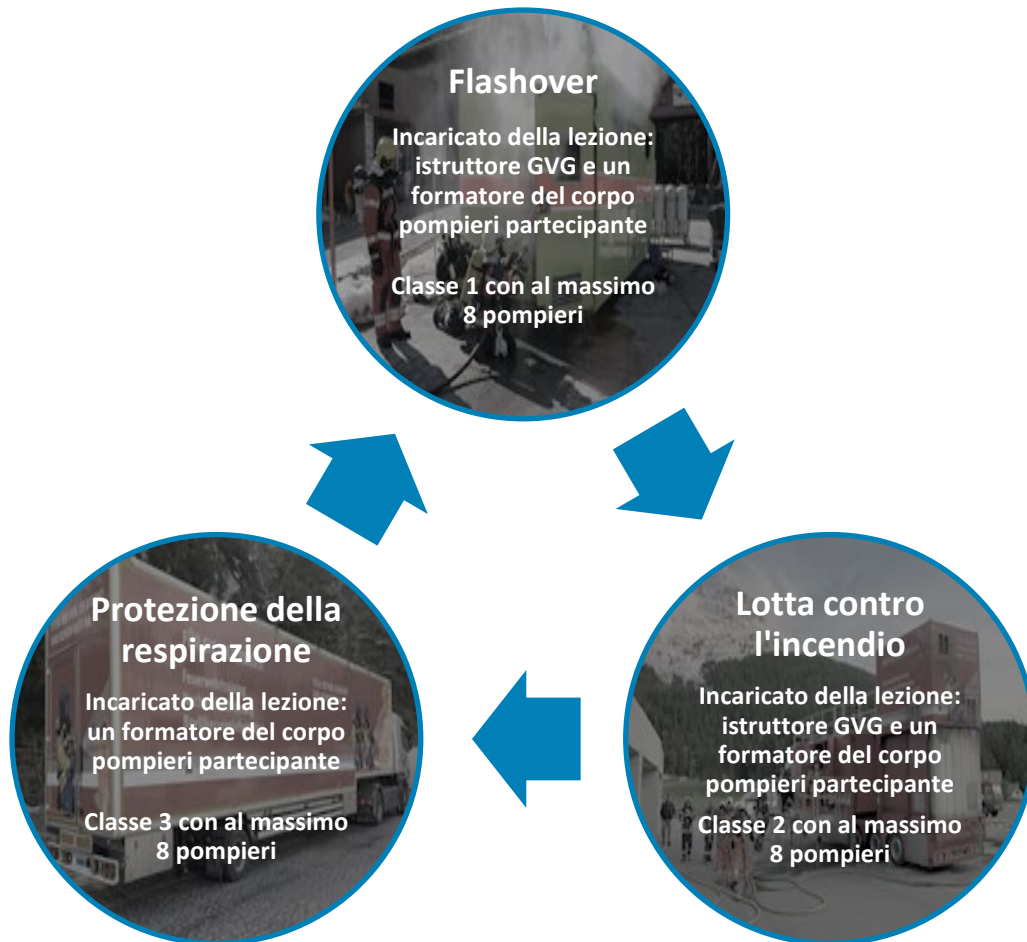 Flashover
Incaricato della lezione:
istruttore GVG e un
formatore del corpo
pompieri partecipante
Classe 1 con al massimo
8 pompieri
Protezione della
respirazione
Incaricato della lezione:
un formatore del corpo
pompieri partecipante
Classe 3 con al massimo
8 pompieri
Lotta contro
l'incendio
Incaricato della lezione:
istruttore GVG e un
formatore del corpo
pompieri partecipante
Classe 2 con al massimo
8 pompieri